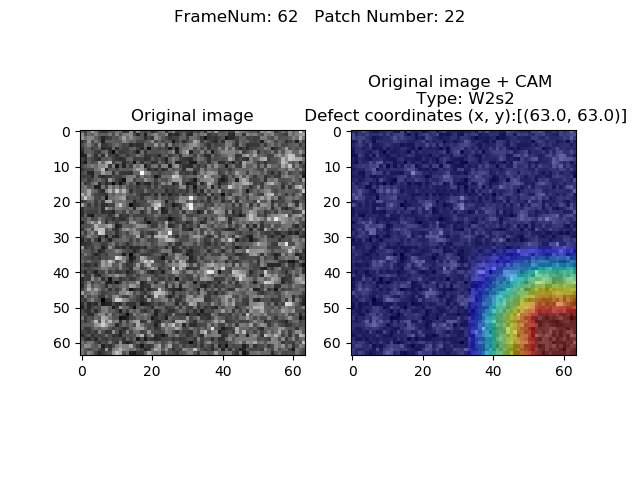 FrameNum: 62   Patch Number: 22
Original image
Original image + CAM
Type: W2s2
Defect coordinates (x, y):[(63.0, 63.0)]
0
10
20
30
40
50
60
0 20 40 60
0
10
20
30
40
50
60
0 20 40 60